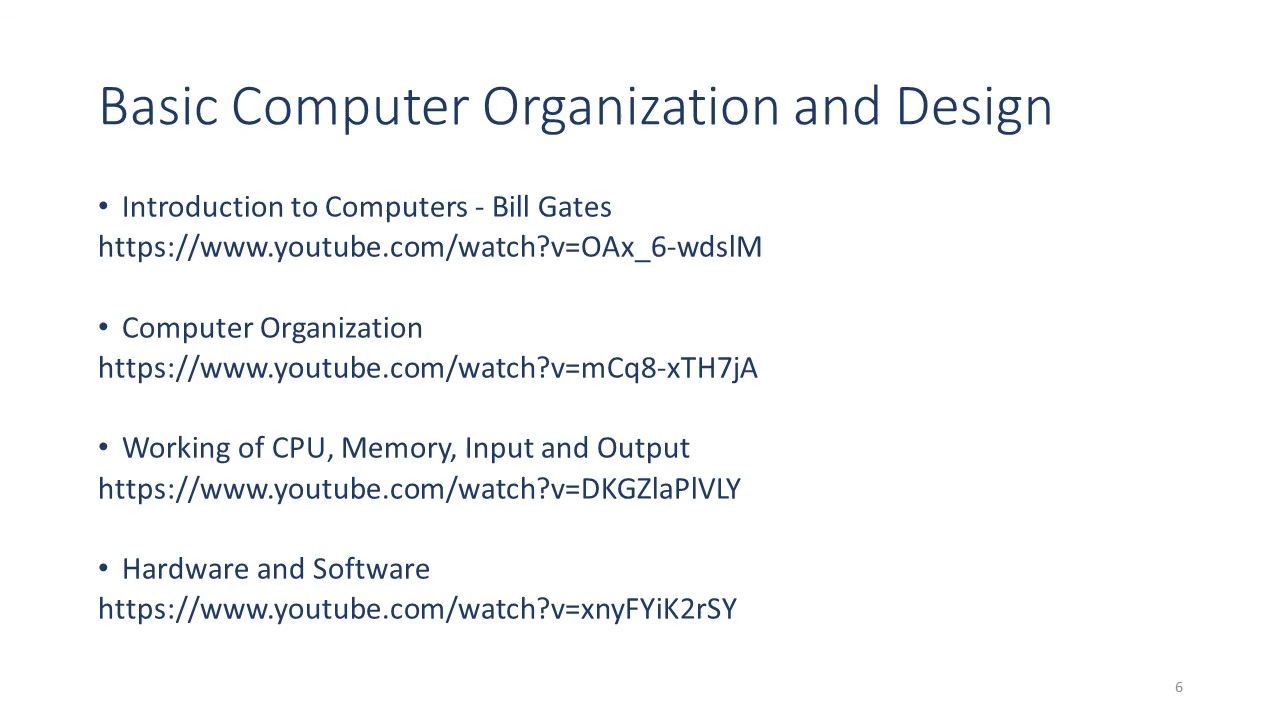 Basic Computer Organization and Design
• Introduction to Computers - Bill Gates
https://www.youtube.com/watch?v=OAx_6-wdslM
• Computer Organization
https://www.youtube.com/watch?v=mCq8-xTH7jA
• Working of CPU, Memory, Input and Output
https://www.youtube.com/watch?v=DKGZlaPlVLY
• Hardware and Software
https://www.youtube.com/watch?v=xnyFYiK2rSY
6